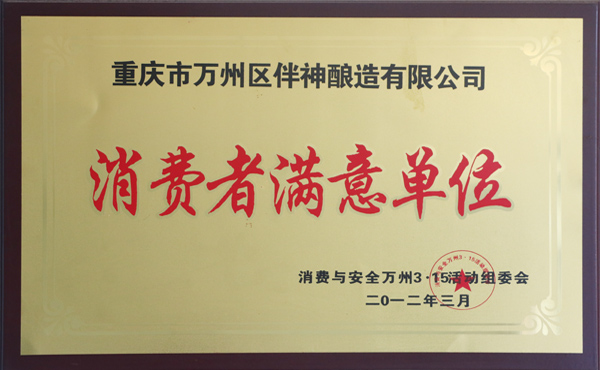 重庆市万州区伴神酿造有限公司
消费者满意单位
消费与安全万州3·15活动组委会
二〇一二年三月